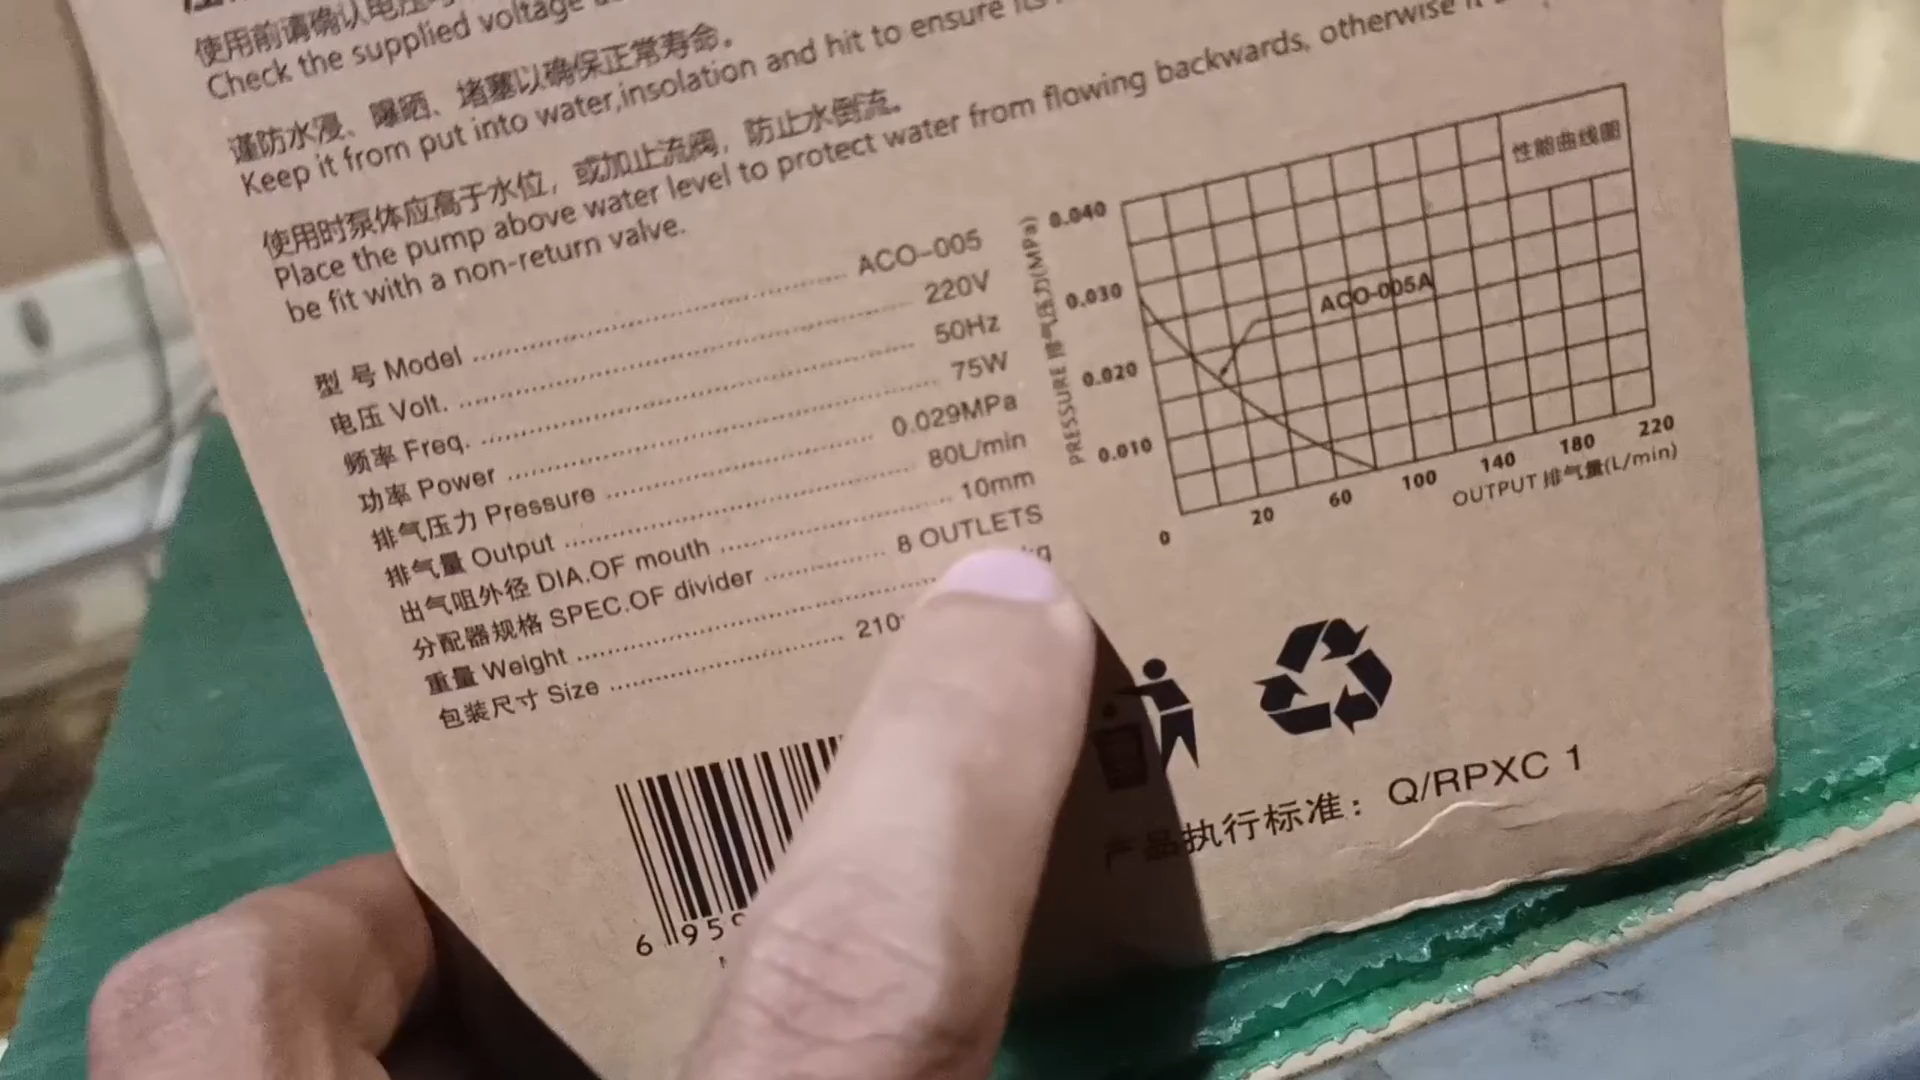 使用前请确认电压
Check the supplied voltage
谨防水浸、曝晒、堵塞以确保正常寿命。
Keep it from put into water,insolation and hit to ensure its
使用时泵体应高于水位，或加止流阀，防止水倒流。
Place the pump above water level to protect water from flowing backwards, otherwise it
be fit with a non-return valve.
型 号 Model ACO-005
电压 Volt. 220V
频率 Freq. 50Hz
功率 Power 75W
排气压力 Pressure 0.029MPa
排气量 Output 80L/min
出气咀外径 DIA.OF mouth 10mm
分配器规格 SPEC.OF divider 8 OUTLETS
重量 Weight kg
包装尺寸 Size 210
性能曲线图
PRESSURE 排气压力(MPa)
0.040
0.030
0.020
0.010
0
ACO-005A
20 60 100 140 180 220
OUTPUT 排气量(L/min)
产品执行标准：Q/RPXC 1
6 95